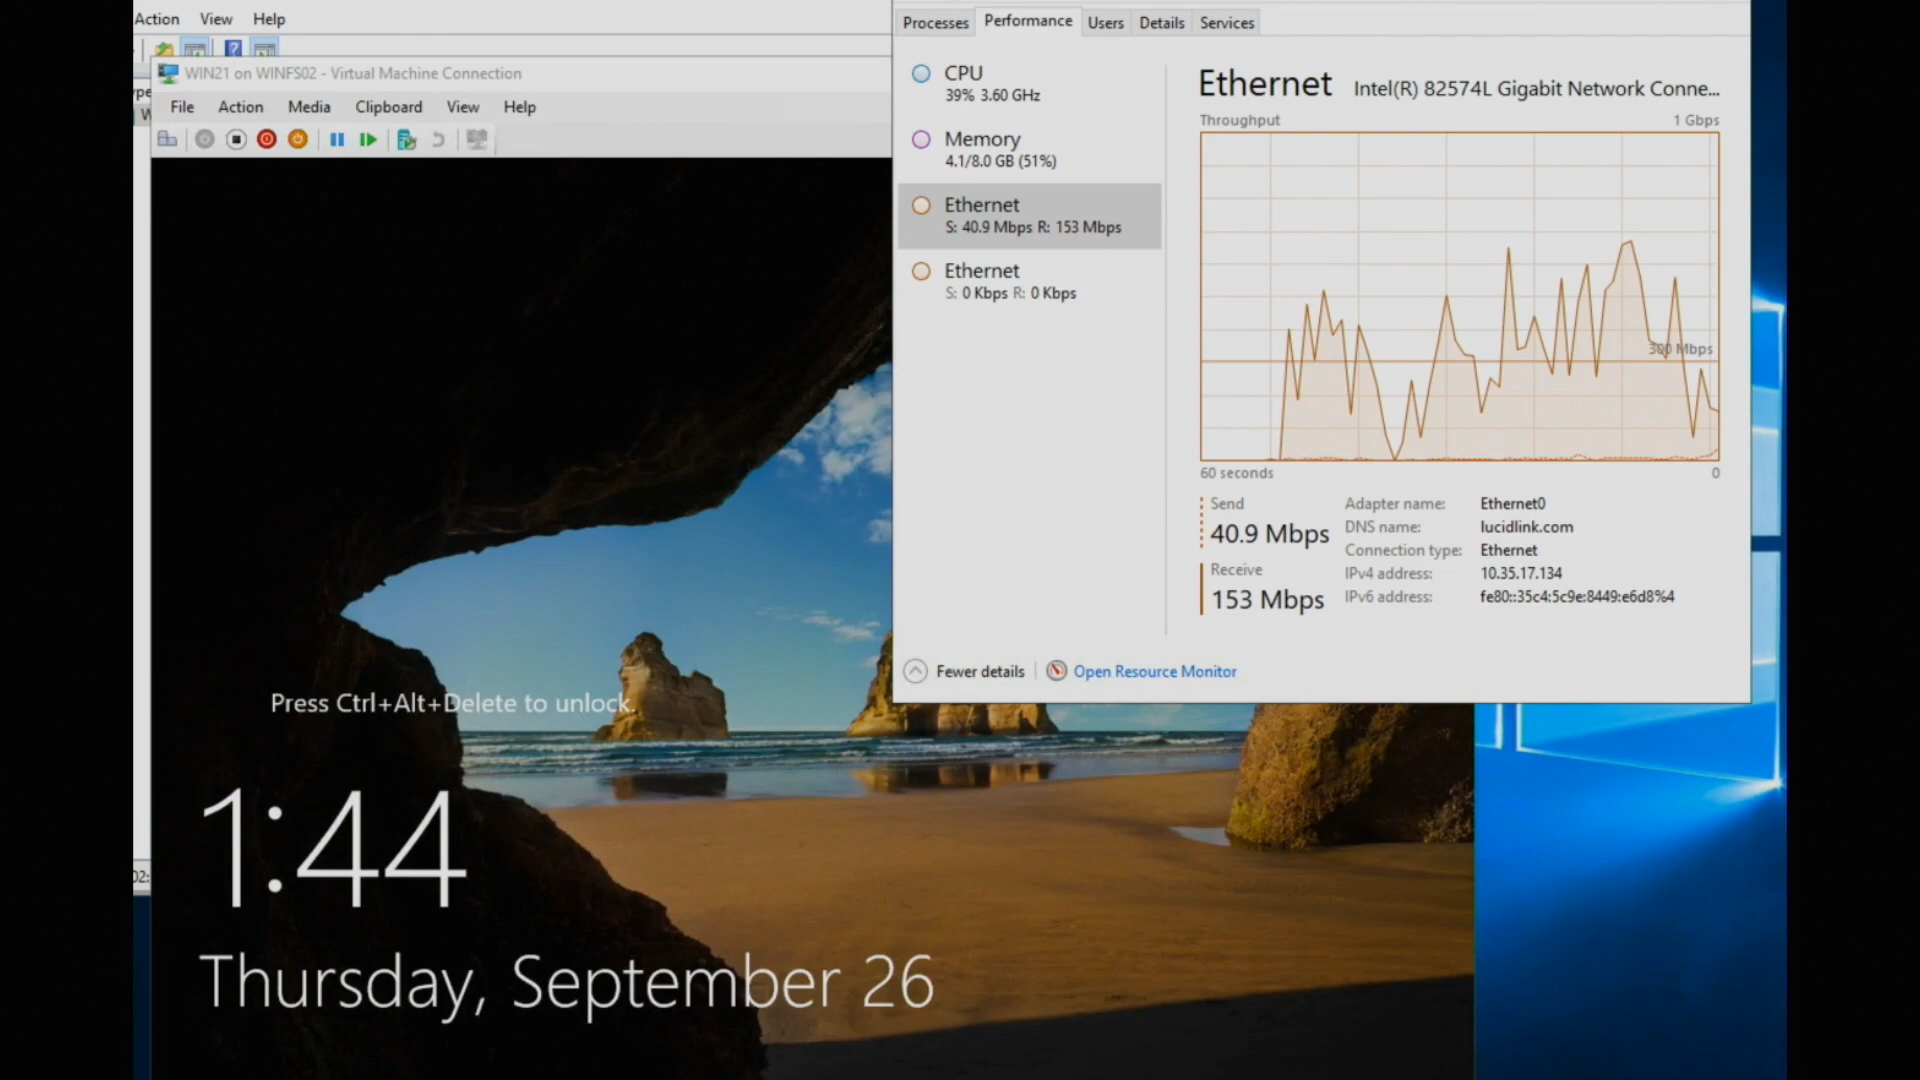 Action View Help
WIN21 on WINFS02 - Virtual Machine Connection
File Action Media Clipboard View Help
Press Ctrl+Alt+Delete to unlock.
1:44
Thursday, September 26
Processes Performance Users Details Services
CPU
39% 3.60 GHz
Memory
4.1/8.0 GB (51%)
Ethernet
S: 40.9 Mbps R: 153 Mbps
Ethernet
S: 0 Kbps R: 0 Kbps
Ethernet Intel(R) 82574L Gigabit Network Conne...
Throughput 1 Gbps
300 Mbps
60 seconds 0
Send
40.9 Mbps
Receive
153 Mbps
Adapter name: Ethernet0
DNS name: lucidlink.com
Connection type: Ethernet
IPv4 address: 10.35.17.134
IPv6 address: fe80::35c4:5c9e:8449:e6d8%4
Fewer details Open Resource Monitor